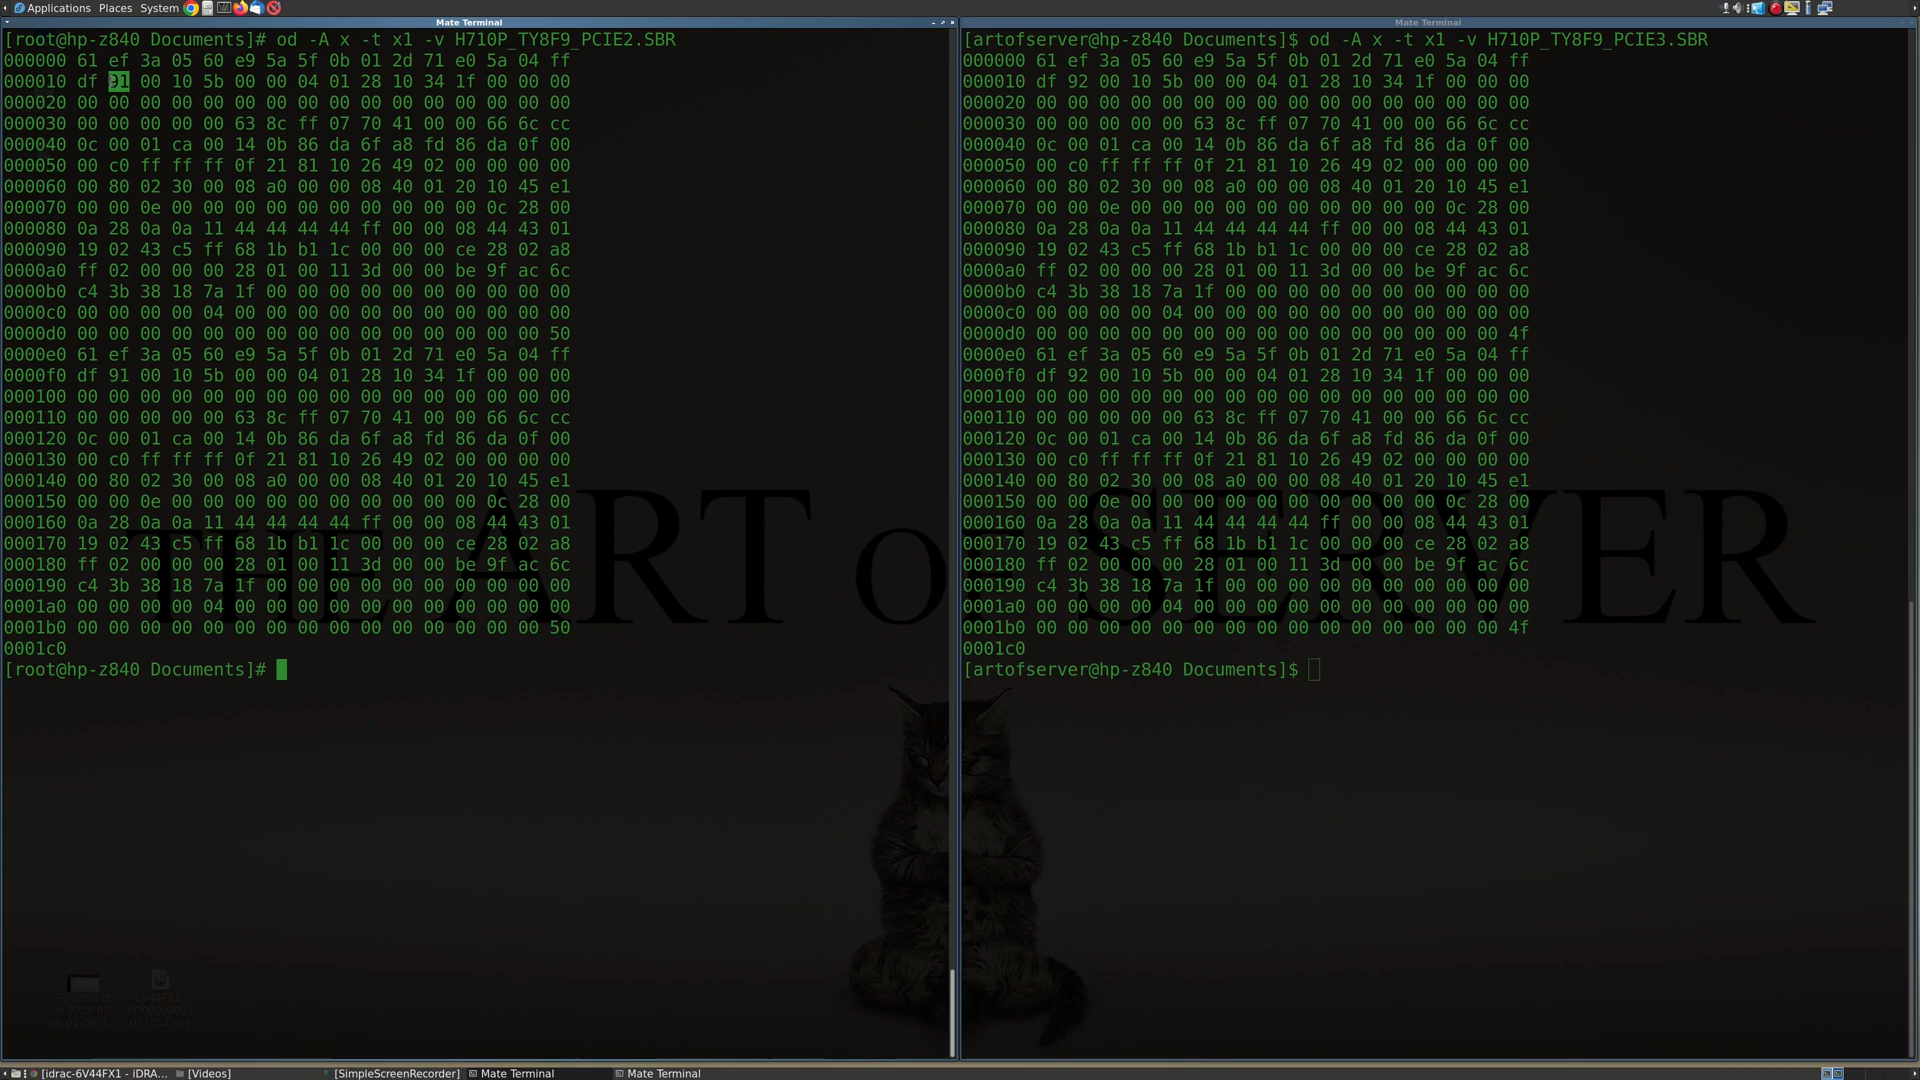 Applications Places System
Mate Terminal
[root@hp-z840 Documents]# od -A x -t x1 -v H710P_TY8F9_PCIE2.SBR
000000 61 ef 3a 05 60 e9 5a 5f 0b 01 2d 71 e0 5a 04 ff
000010 df 91 00 10 5b 00 00 04 01 28 10 34 1f 00 00 00
000020 00 00 00 00 00 00 00 00 00 00 00 00 00 00 00 00
000030 00 00 00 00 00 63 8c ff 07 70 41 00 00 66 6c cc
000040 0c 00 01 ca 00 14 0b 86 da 6f a8 fd 86 da 0f 00
000050 00 c0 ff ff ff 0f 21 81 10 26 49 02 00 00 00 00
000060 00 80 02 30 00 08 a0 00 00 08 40 01 20 10 45 e1
000070 00 00 0e 00 00 00 00 00 00 00 00 00 00 0c 28 00
000080 0a 28 0a 0a 11 44 44 44 44 ff 00 00 08 44 43 01
000090 19 02 43 c5 ff 68 1b b1 1c 00 00 00 ce 28 02 a8
0000a0 ff 02 00 00 00 28 01 00 11 3d 00 00 be 9f ac 6c
0000b0 c4 3b 38 18 7a 1f 00 00 00 00 00 00 00 00 00 00
0000c0 00 00 00 00 04 00 00 00 00 00 00 00 00 00 00 00
0000d0 00 00 00 00 00 00 00 00 00 00 00 00 00 00 00 50
0000e0 61 ef 3a 05 60 e9 5a 5f 0b 01 2d 71 e0 5a 04 ff
0000f0 df 91 00 10 5b 00 00 04 01 28 10 34 1f 00 00 00
000100 00 00 00 00 00 00 00 00 00 00 00 00 00 00 00 00
000110 00 00 00 00 00 63 8c ff 07 70 41 00 00 66 6c cc
000120 0c 00 01 ca 00 14 0b 86 da 6f a8 fd 86 da 0f 00
000130 00 c0 ff ff ff 0f 21 81 10 26 49 02 00 00 00 00
000140 00 80 02 30 00 08 a0 00 00 08 40 01 20 10 45 e1
000150 00 00 0e 00 00 00 00 00 00 00 00 00 00 0c 28 00
000160 0a 28 0a 0a 11 44 44 44 44 ff 00 00 08 44 43 01
000170 19 02 43 c5 ff 68 1b b1 1c 00 00 00 ce 28 02 a8
000180 ff 02 00 00 00 28 01 00 11 3d 00 00 be 9f ac 6c
000190 c4 3b 38 18 7a 1f 00 00 00 00 00 00 00 00 00 00
0001a0 00 00 00 00 04 00 00 00 00 00 00 00 00 00 00 00
0001b0 00 00 00 00 00 00 00 00 00 00 00 00 00 00 00 50
0001c0
[root@hp-z840 Documents]#
Mate Terminal
[artofserver@hp-z840 Documents]$ od -A x -t x1 -v H710P_TY8F9_PCIE3.SBR
000000 61 ef 3a 05 60 e9 5a 5f 0b 01 2d 71 e0 5a 04 ff
000010 df 92 00 10 5b 00 00 04 01 28 10 34 1f 00 00 00
000020 00 00 00 00 00 00 00 00 00 00 00 00 00 00 00 00
000030 00 00 00 00 00 63 8c ff 07 70 41 00 00 66 6c cc
000040 0c 00 01 ca 00 14 0b 86 da 6f a8 fd 86 da 0f 00
000050 00 c0 ff ff ff 0f 21 81 10 26 49 02 00 00 00 00
000060 00 80 02 30 00 08 a0 00 00 08 40 01 20 10 45 e1
000070 00 00 0e 00 00 00 00 00 00 00 00 00 00 0c 28 00
000080 0a 28 0a 0a 11 44 44 44 44 ff 00 00 08 44 43 01
000090 19 02 43 c5 ff 68 1b b1 1c 00 00 00 ce 28 02 a8
0000a0 ff 02 00 00 00 28 01 00 11 3d 00 00 be 9f ac 6c
0000b0 c4 3b 38 18 7a 1f 00 00 00 00 00 00 00 00 00 00
0000c0 00 00 00 00 04 00 00 00 00 00 00 00 00 00 00 00
0000d0 00 00 00 00 00 00 00 00 00 00 00 00 00 00 00 4f
0000e0 61 ef 3a 05 60 e9 5a 5f 0b 01 2d 71 e0 5a 04 ff
0000f0 df 92 00 10 5b 00 00 04 01 28 10 34 1f 00 00 00
000100 00 00 00 00 00 00 00 00 00 00 00 00 00 00 00 00
000110 00 00 00 00 00 63 8c ff 07 70 41 00 00 66 6c cc
000120 0c 00 01 ca 00 14 0b 86 da 6f a8 fd 86 da 0f 00
000130 00 c0 ff ff ff 0f 21 81 10 26 49 02 00 00 00 00
000140 00 80 02 30 00 08 a0 00 00 08 40 01 20 10 45 e1
000150 00 00 0e 00 00 00 00 00 00 00 00 00 00 0c 28 00
000160 0a 28 0a 0a 11 44 44 44 44 ff 00 00 08 44 43 01
000170 19 02 43 c5 ff 68 1b b1 1c 00 00 00 ce 28 02 a8
000180 ff 02 00 00 00 28 01 00 11 3d 00 00 be 9f ac 6c
000190 c4 3b 38 18 7a 1f 00 00 00 00 00 00 00 00 00 00
0001a0 00 00 00 00 04 00 00 00 00 00 00 00 00 00 00 00
0001b0 00 00 00 00 00 00 00 00 00 00 00 00 00 00 00 4f
0001c0
[artofserver@hp-z840 Documents]$
THE ART OF SERVER
[idrac-6V44FX1 - iDRA... [Videos] [SimpleScreenRecorder] Mate Terminal Mate Terminal